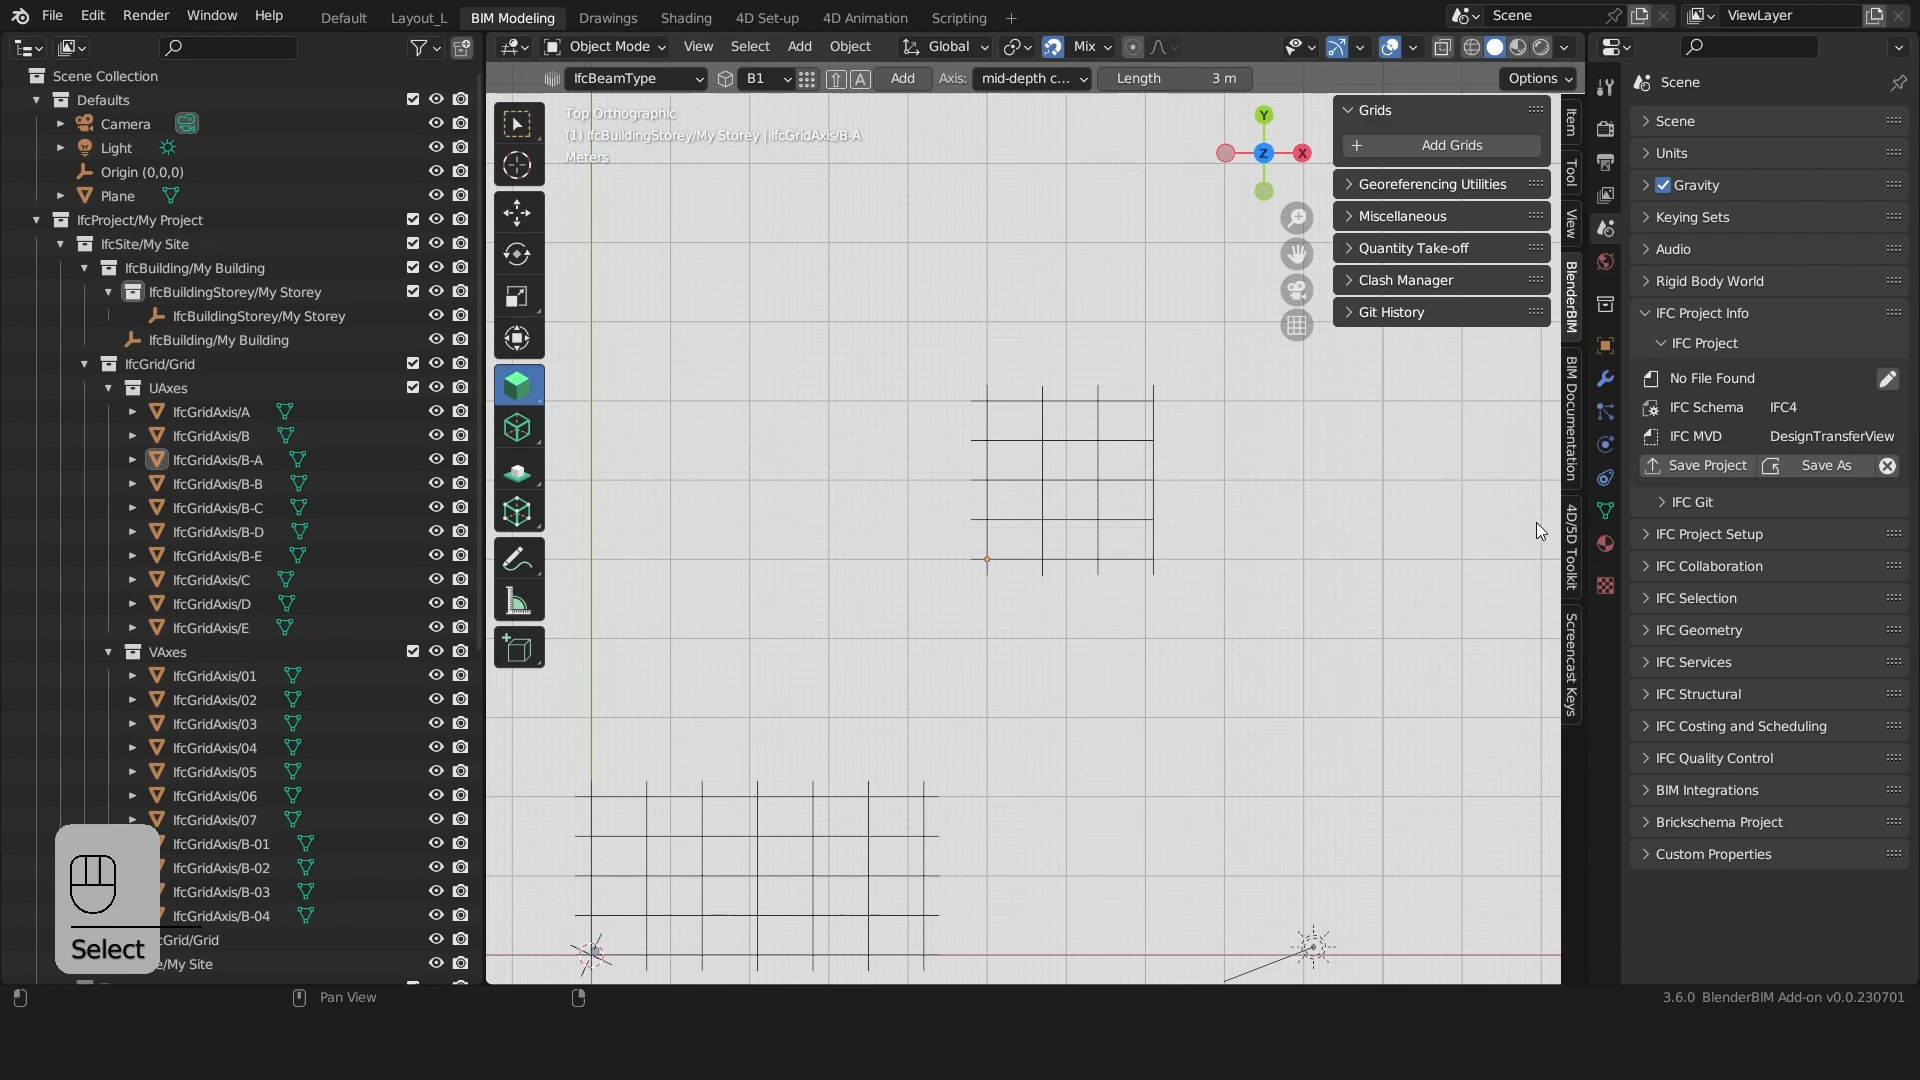 File Edit Render Window Help Default Layout_L BIM Modeling Drawings Shading 4D Set-up 4D Animation Scripting Scene ViewLayer
Object Mode View Select Add Object Global Mix
IfcBeamType B1 A Add Axis: mid-depth c... Length 3 m Options
Scene Collection
Defaults
Camera
Light
Origin (0,0,0)
Plane
IfcProject/My Project
IfcSite/My Site
IfcBuilding/My Building
IfcBuildingStorey/My Storey
IfcBuildingStorey/My Storey
IfcBuilding/My Building
IfcGrid/Grid
UAxes
IfcGridAxis/A
IfcGridAxis/B
IfcGridAxis/B-A
IfcGridAxis/B-B
IfcGridAxis/B-C
IfcGridAxis/B-D
IfcGridAxis/B-E
IfcGridAxis/C
IfcGridAxis/D
IfcGridAxis/E
VAxes
IfcGridAxis/01
IfcGridAxis/02
IfcGridAxis/03
IfcGridAxis/04
IfcGridAxis/05
IfcGridAxis/06
IfcGridAxis/07
IfcGridAxis/B-01
IfcGridAxis/B-02
IfcGridAxis/B-03
IfcGridAxis/B-04
cGrid/Grid
e/My Site
Select
Top Orthographic
(1) IfcBuildingStorey/My Storey | IfcGridAxis/B-A
Meters
Y
Z
X
Grids
Add Grids
Georeferencing Utilities
Miscellaneous
Quantity Take-off
Clash Manager
Git History
Item
Tool
View
BlenderBIM
BIM Documentation
4D/5D Toolkit
Screencast Keys
Scene
Scene
Units
Gravity
Keying Sets
Audio
Rigid Body World
IFC Project Info
IFC Project
No File Found
IFC Schema IFC4
IFC MVD DesignTransferView
Save Project Save As
IFC Git
IFC Project Setup
IFC Collaboration
IFC Selection
IFC Geometry
IFC Services
IFC Structural
IFC Costing and Scheduling
IFC Quality Control
BIM Integrations
Brickschema Project
Custom Properties
Pan View
3.6.0 BlenderBIM Add-on v0.0.230701